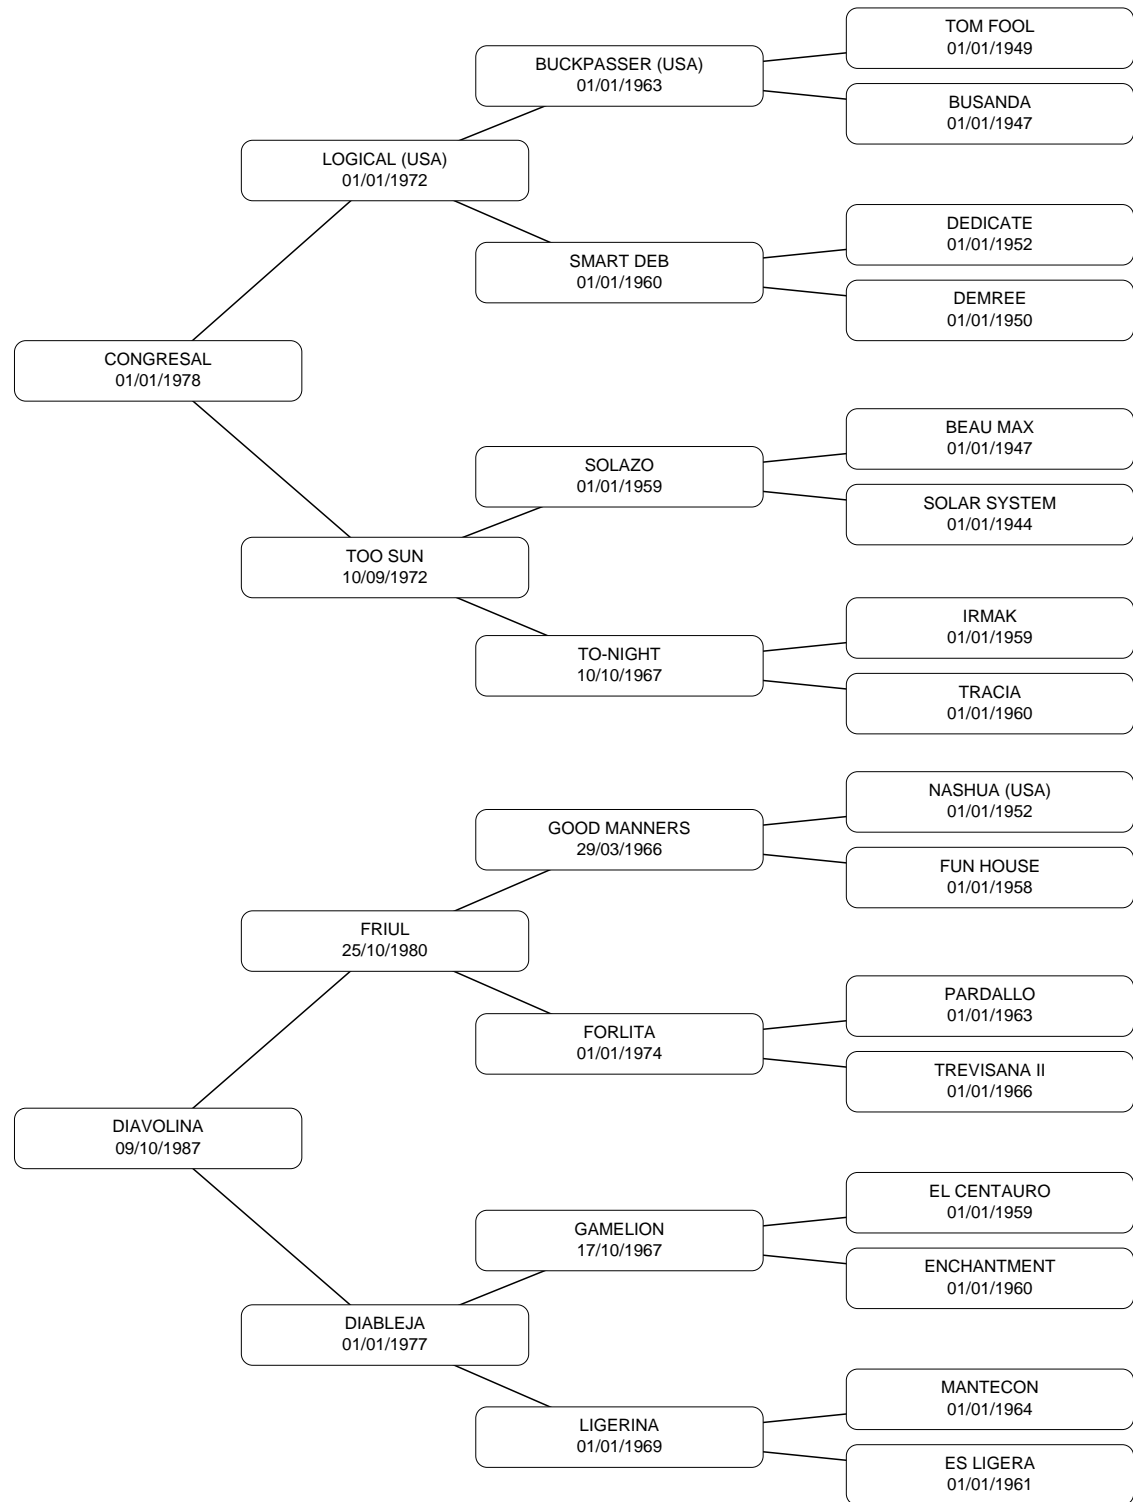 TOM FOOL
01/01/1949
BUCKPASSER (USA)
01/01/1963
BUSANDA
01/01/1947
LOGICAL (USA)
01/01/1972
DEDICATE
01/01/1952
SMART DEB
01/01/1960
DEMREE
01/01/1950
CONGRESAL
01/01/1978
BEAU MAX
01/01/1947
SOLAZO
01/01/1959
SOLAR SYSTEM
01/01/1944
TOO SUN
10/09/1972
IRMAK
01/01/1959
TO-NIGHT
10/10/1967
TRACIA
01/01/1960
NASHUA (USA)
01/01/1952
GOOD MANNERS
29/03/1966
FUN HOUSE
01/01/1958
FRIUL
25/10/1980
PARDALLO
01/01/1963
FORLITA
01/01/1974
TREVISANA II
01/01/1966
DIAVOLINA
09/10/1987
EL CENTAURO
01/01/1959
GAMELION
17/10/1967
ENCHANTMENT
01/01/1960
DIABLEJA
01/01/1977
MANTECON
01/01/1964
LIGERINA
01/01/1969
ES LIGERA
01/01/1961